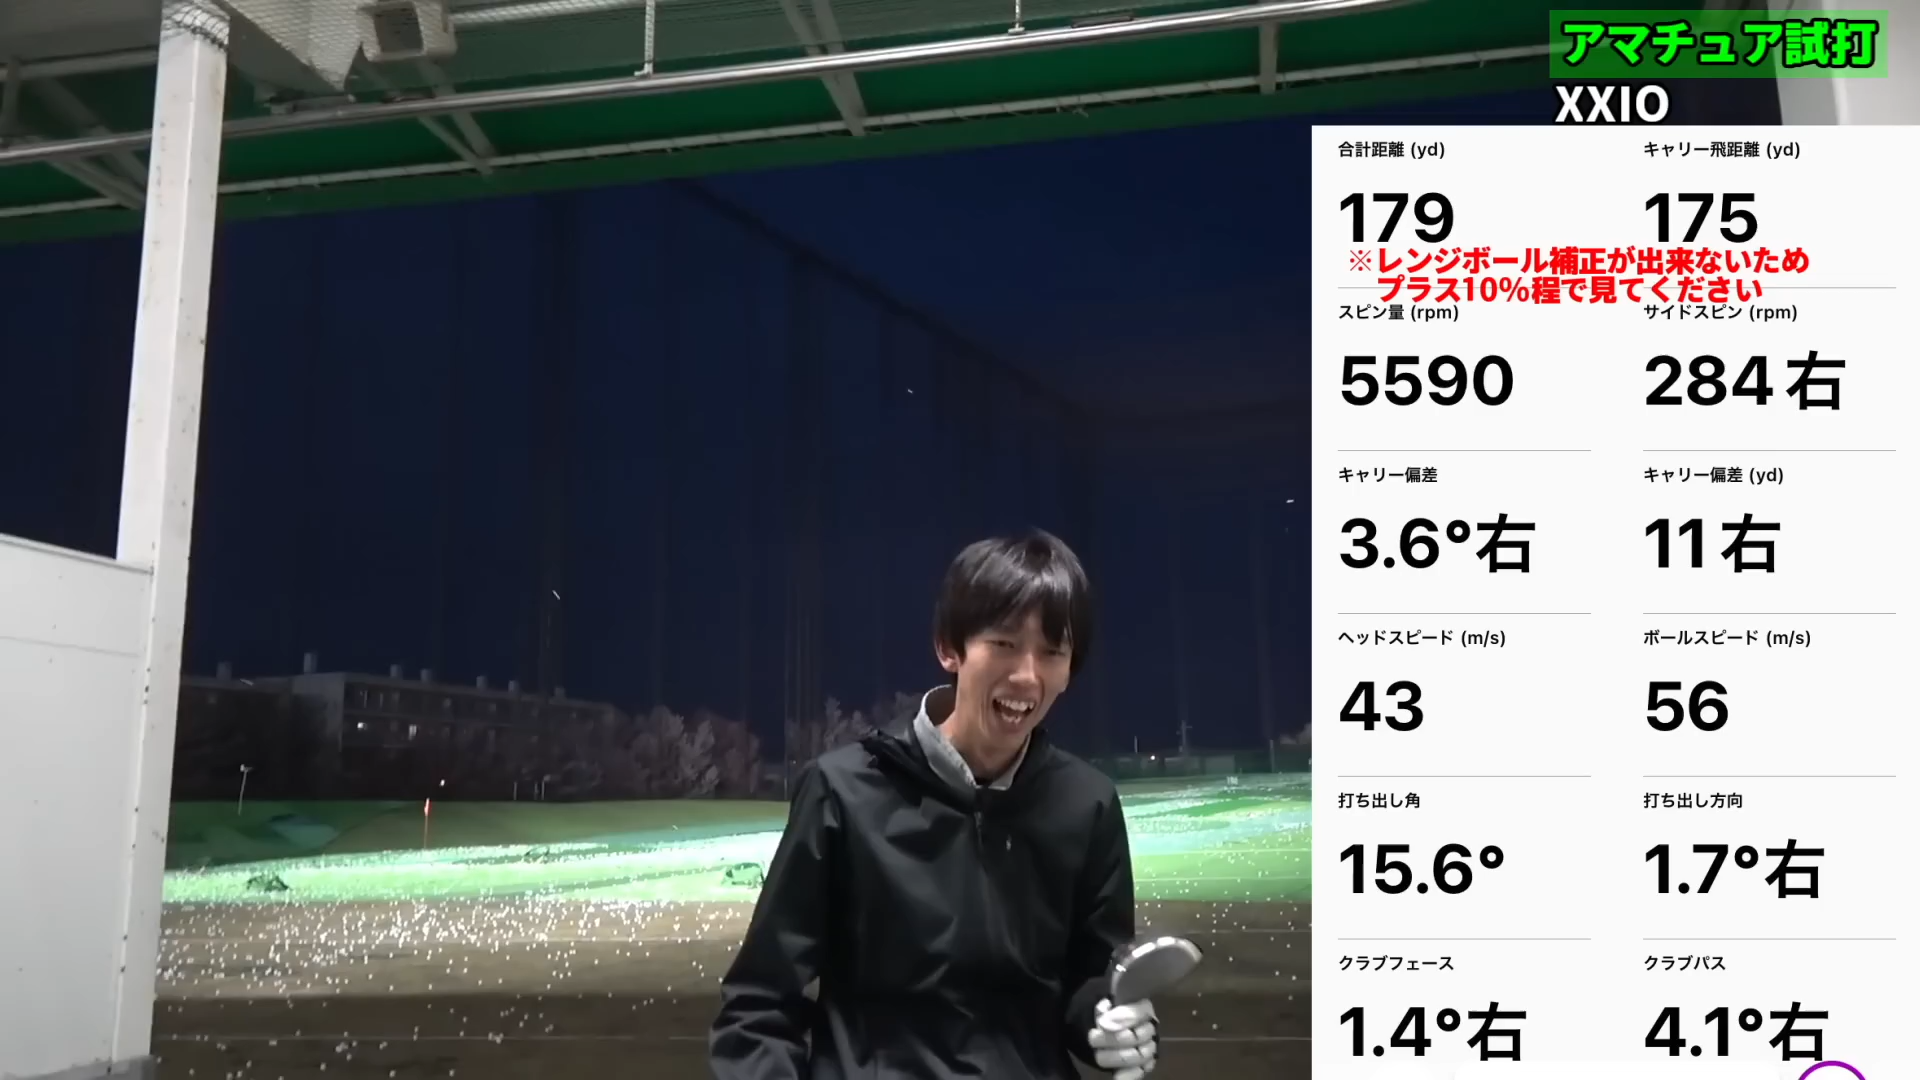 アマチュア試打
XXIO
合計距離 (yd) キャリー飛距離 (yd)
179 175
※レンジボール補正が出来ないため
プラス10%程で見てください
スピン量 (rpm) サイドスピン (rpm)
5590 284右
キャリー偏差 キャリー偏差 (yd)
3.6°右 11右
ヘッドスピード (m/s) ボールスピード (m/s)
43 56
打ち出し角 打ち出し方向
15.6° 1.7°右
クラブフェース クラブパス
1.4°右 4.1°右